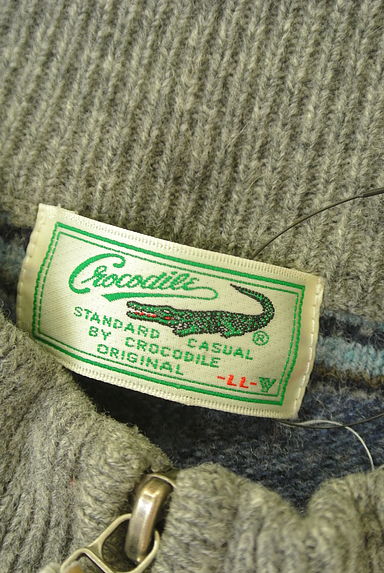 Crocodile
®
STANDARD CASUAL
BY CROCODILE
ORIGINAL
-LL-